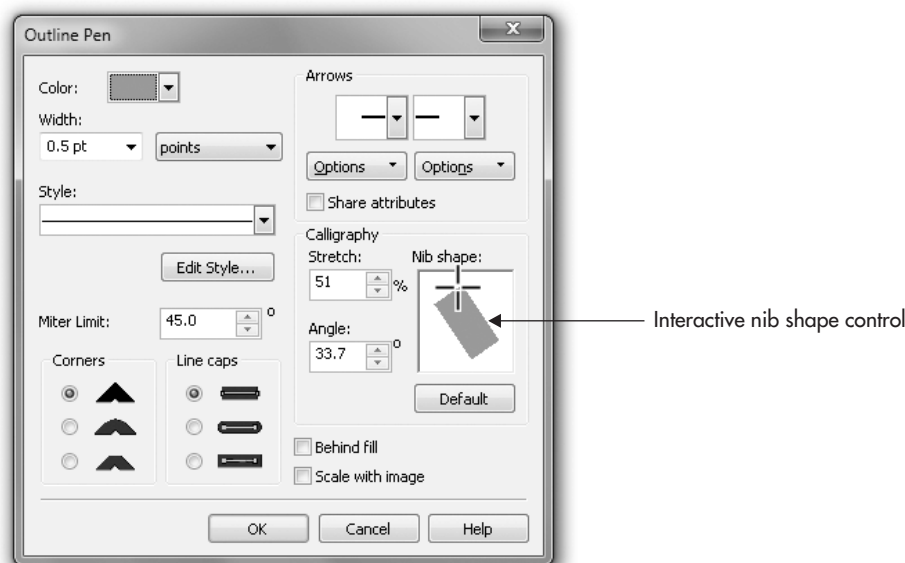 Outline Pen
Color:
Width:
0.5 pt
points
Style:
Edit Style...
Miter Limit:
45.0
°
Corners
Line caps
Arrows
Options
Options
Share attributes
Calligraphy
Stretch:
Nib shape:
51
%
Angle:
33.7
°
Default
Behind fill
Scale with image
OK
Cancel
Help
Interactive nib shape control